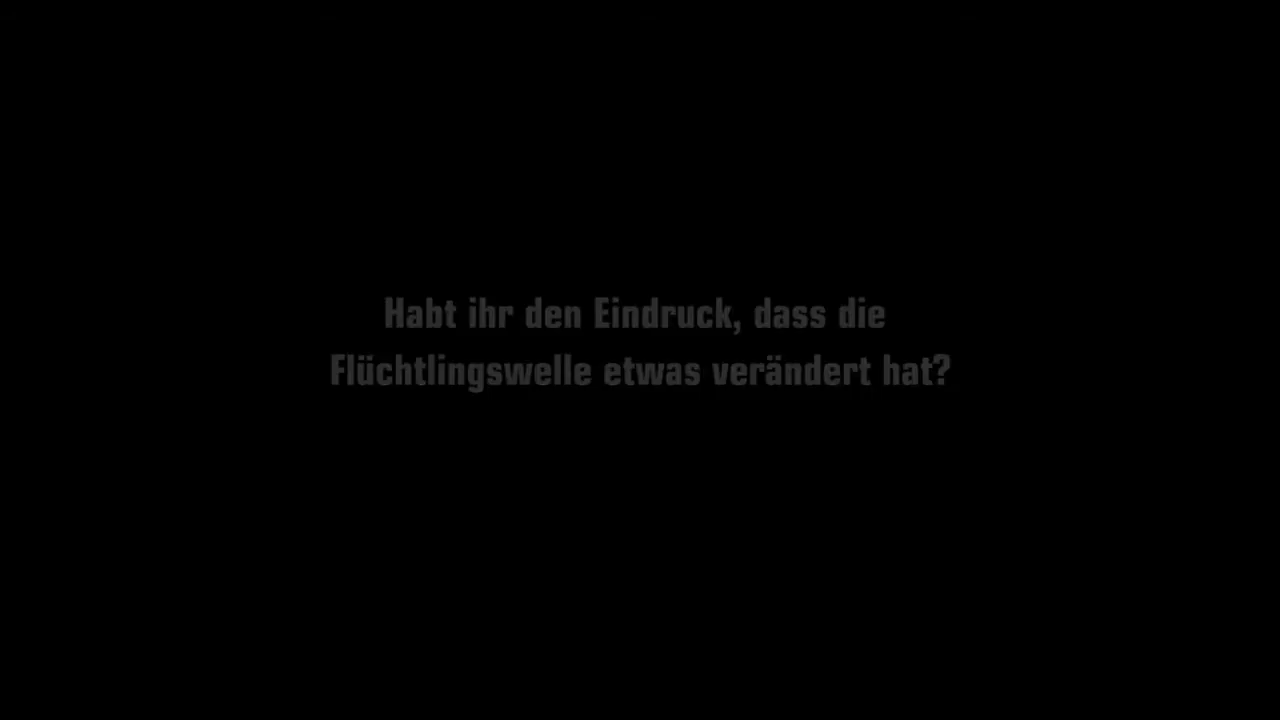 Habt ihr den Eindruck, dass die
Flüchtlingswelle etwas verändert hat?